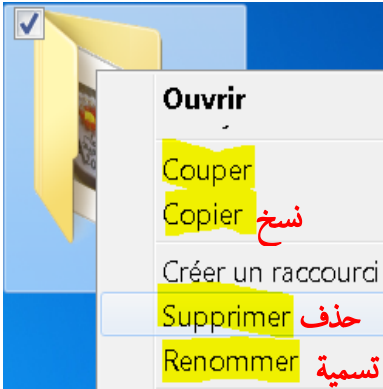 Ouvrir
Couper
Copier نسخ
Créer un raccourci
Supprimer حذف
Renommer تسمية